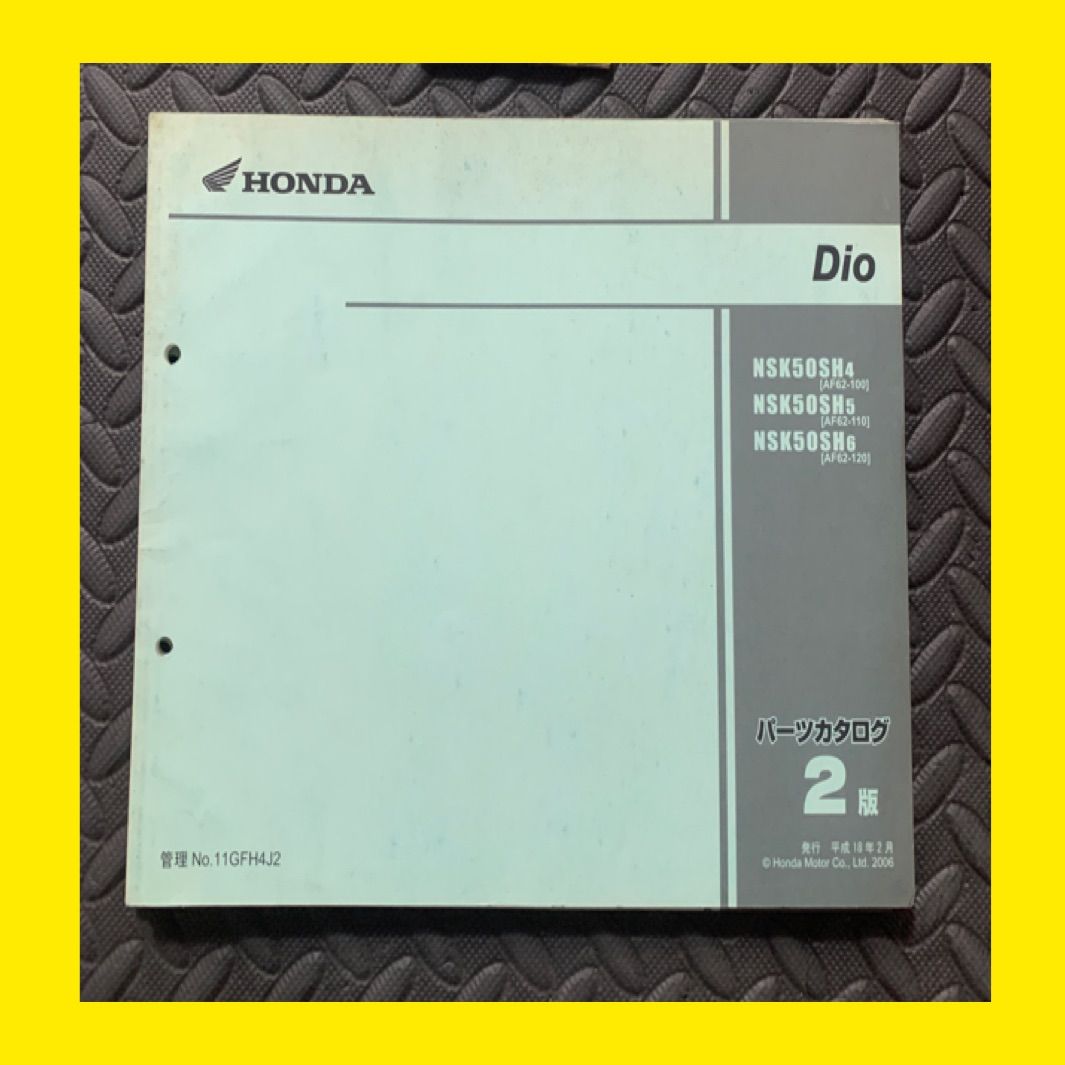 HONDA
Dio
NSK50SH4
[AF62-100]
NSK50SH5
[AF62-110]
NSK50SH6
[AF62-120]
パーツカタログ
2版
発行 平成18年2月
© Honda Motor Co., Ltd. 2006
管理 No.11GFH4J2